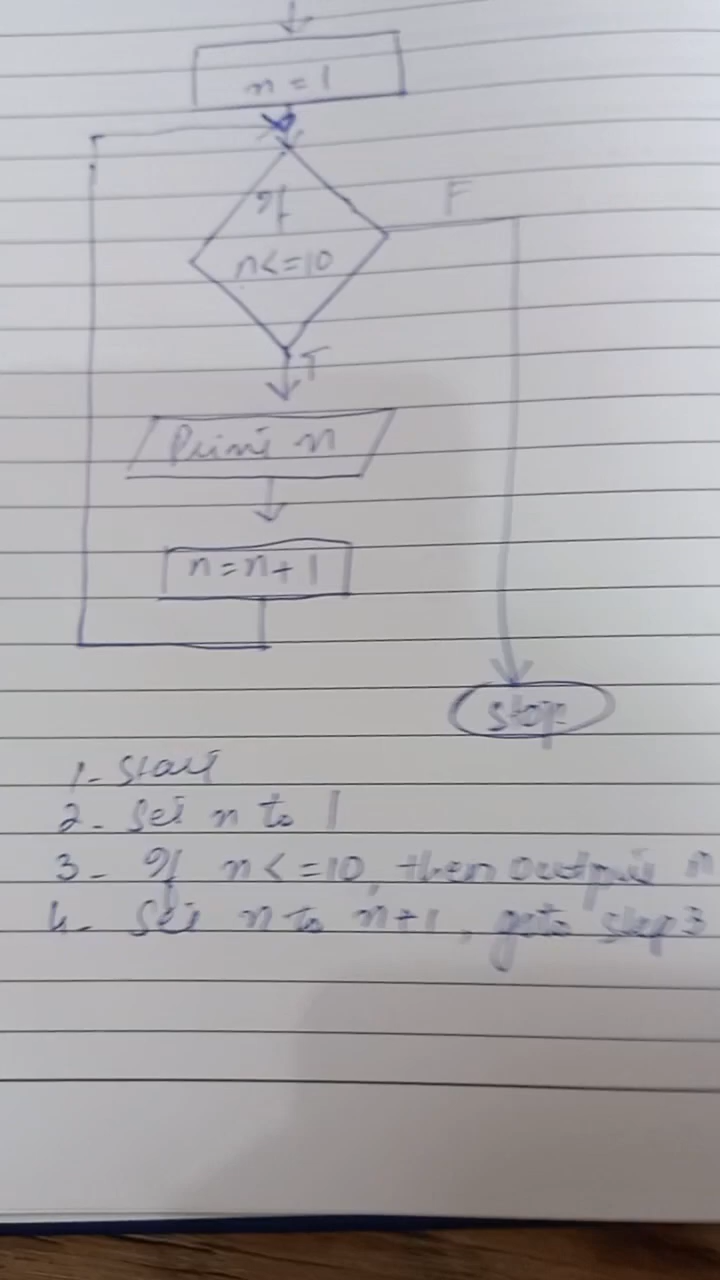 n = 1
If
n<=10
F
T
Print n
n=n+1
stop
1- Start
2- Set n to 1
3- If n<=10, then output n
4- Set n to n+1, goto step 3